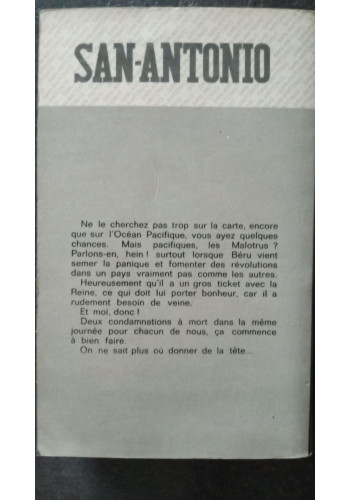 SAN-ANTONIO
Ne le cherchez pas trop sur la carte, encore
que sur l'Océan Pacifique, vous ayez quelques
chances. Mais pacifiques, les Malotrus ?
Parlons-en, hein ! surtout lorsque Béru vient
semer la panique et fomenter des révolutions
dans un pays vraiment pas comme les autres.
Heureusement qu'il a un gros ticket avec la
Reine, ce qui doit lui porter bonheur, car il a
rudement besoin de veine.
Et moi, donc !
Deux condamnations à mort dans la même
journée pour chacun de nous, ça commence
à bien faire.
On ne sait plus où donner de la tête...